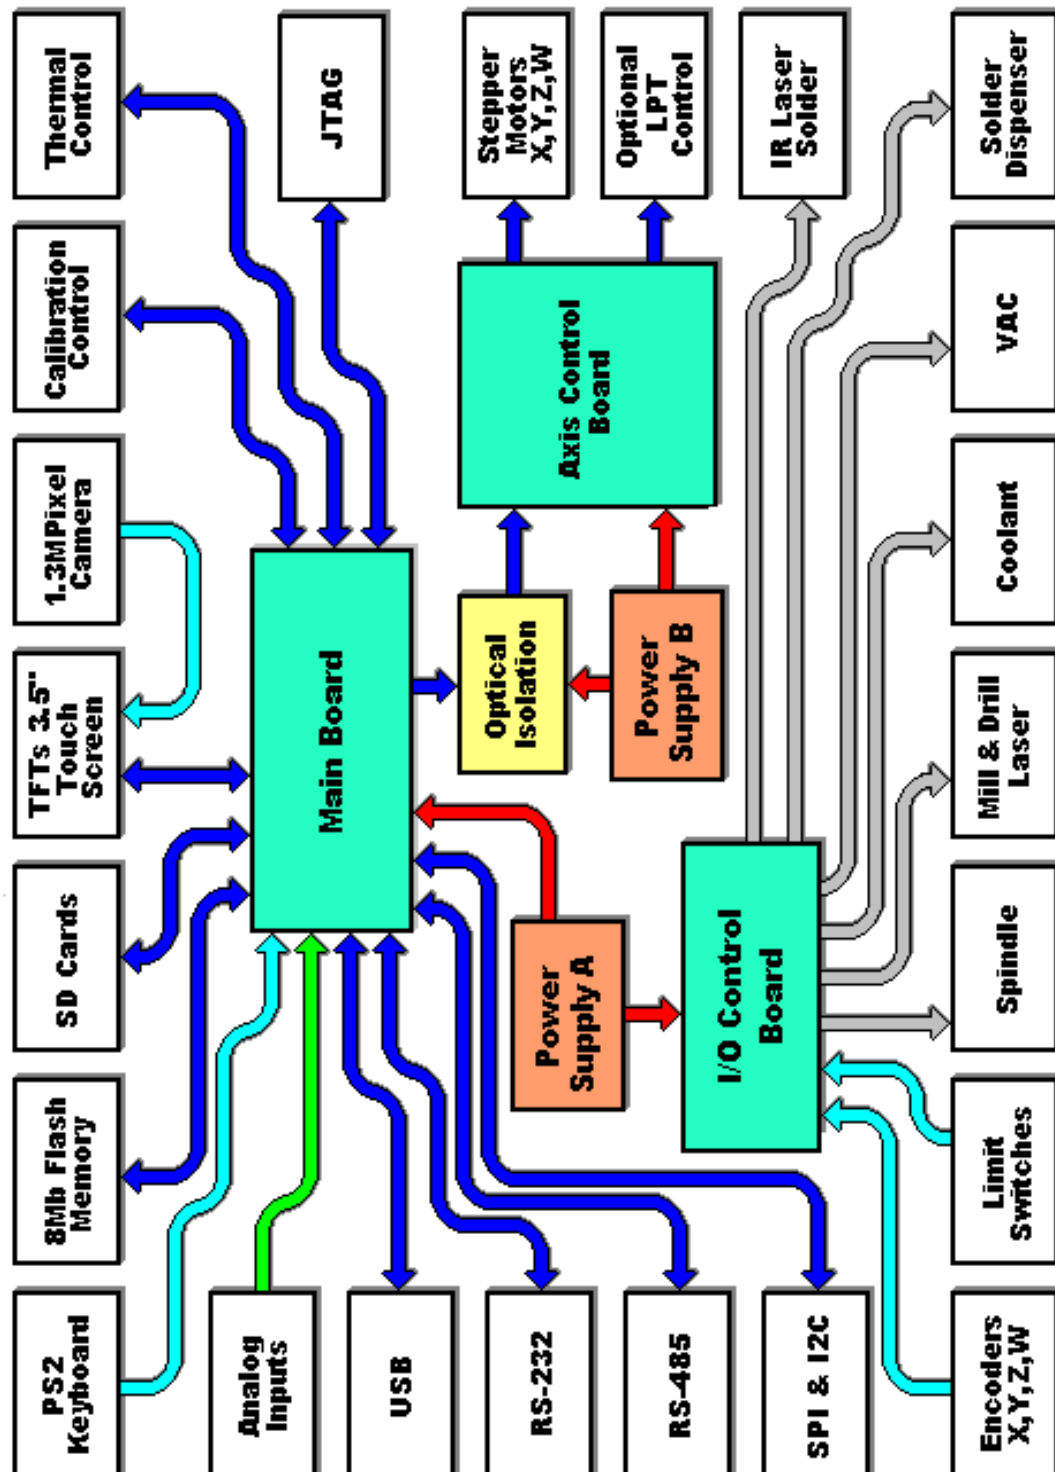 PS2
Keyboard
8Mb Flash
Memory
SD Cards
TFTs 3.5"
Touch
Screen
1.3MPixel
Camera
Calibration
Control
Thermal
Control
Analog
Inputs
JTAG
Main Board
USB
Optical
Isolation
Axis Control
Board
Stepper
Motors
X,Y,Z,W
RS-232
Power
Supply A
Power
Supply B
Optional
LPT
Control
RS-485
I/O Control
Board
IR Laser
Solder
SPI & I2C
Encoders
X,Y,Z,W
Limit
Switches
Spindle
Mill & Drill
Laser
Coolant
VAC
Solder
Dispenser